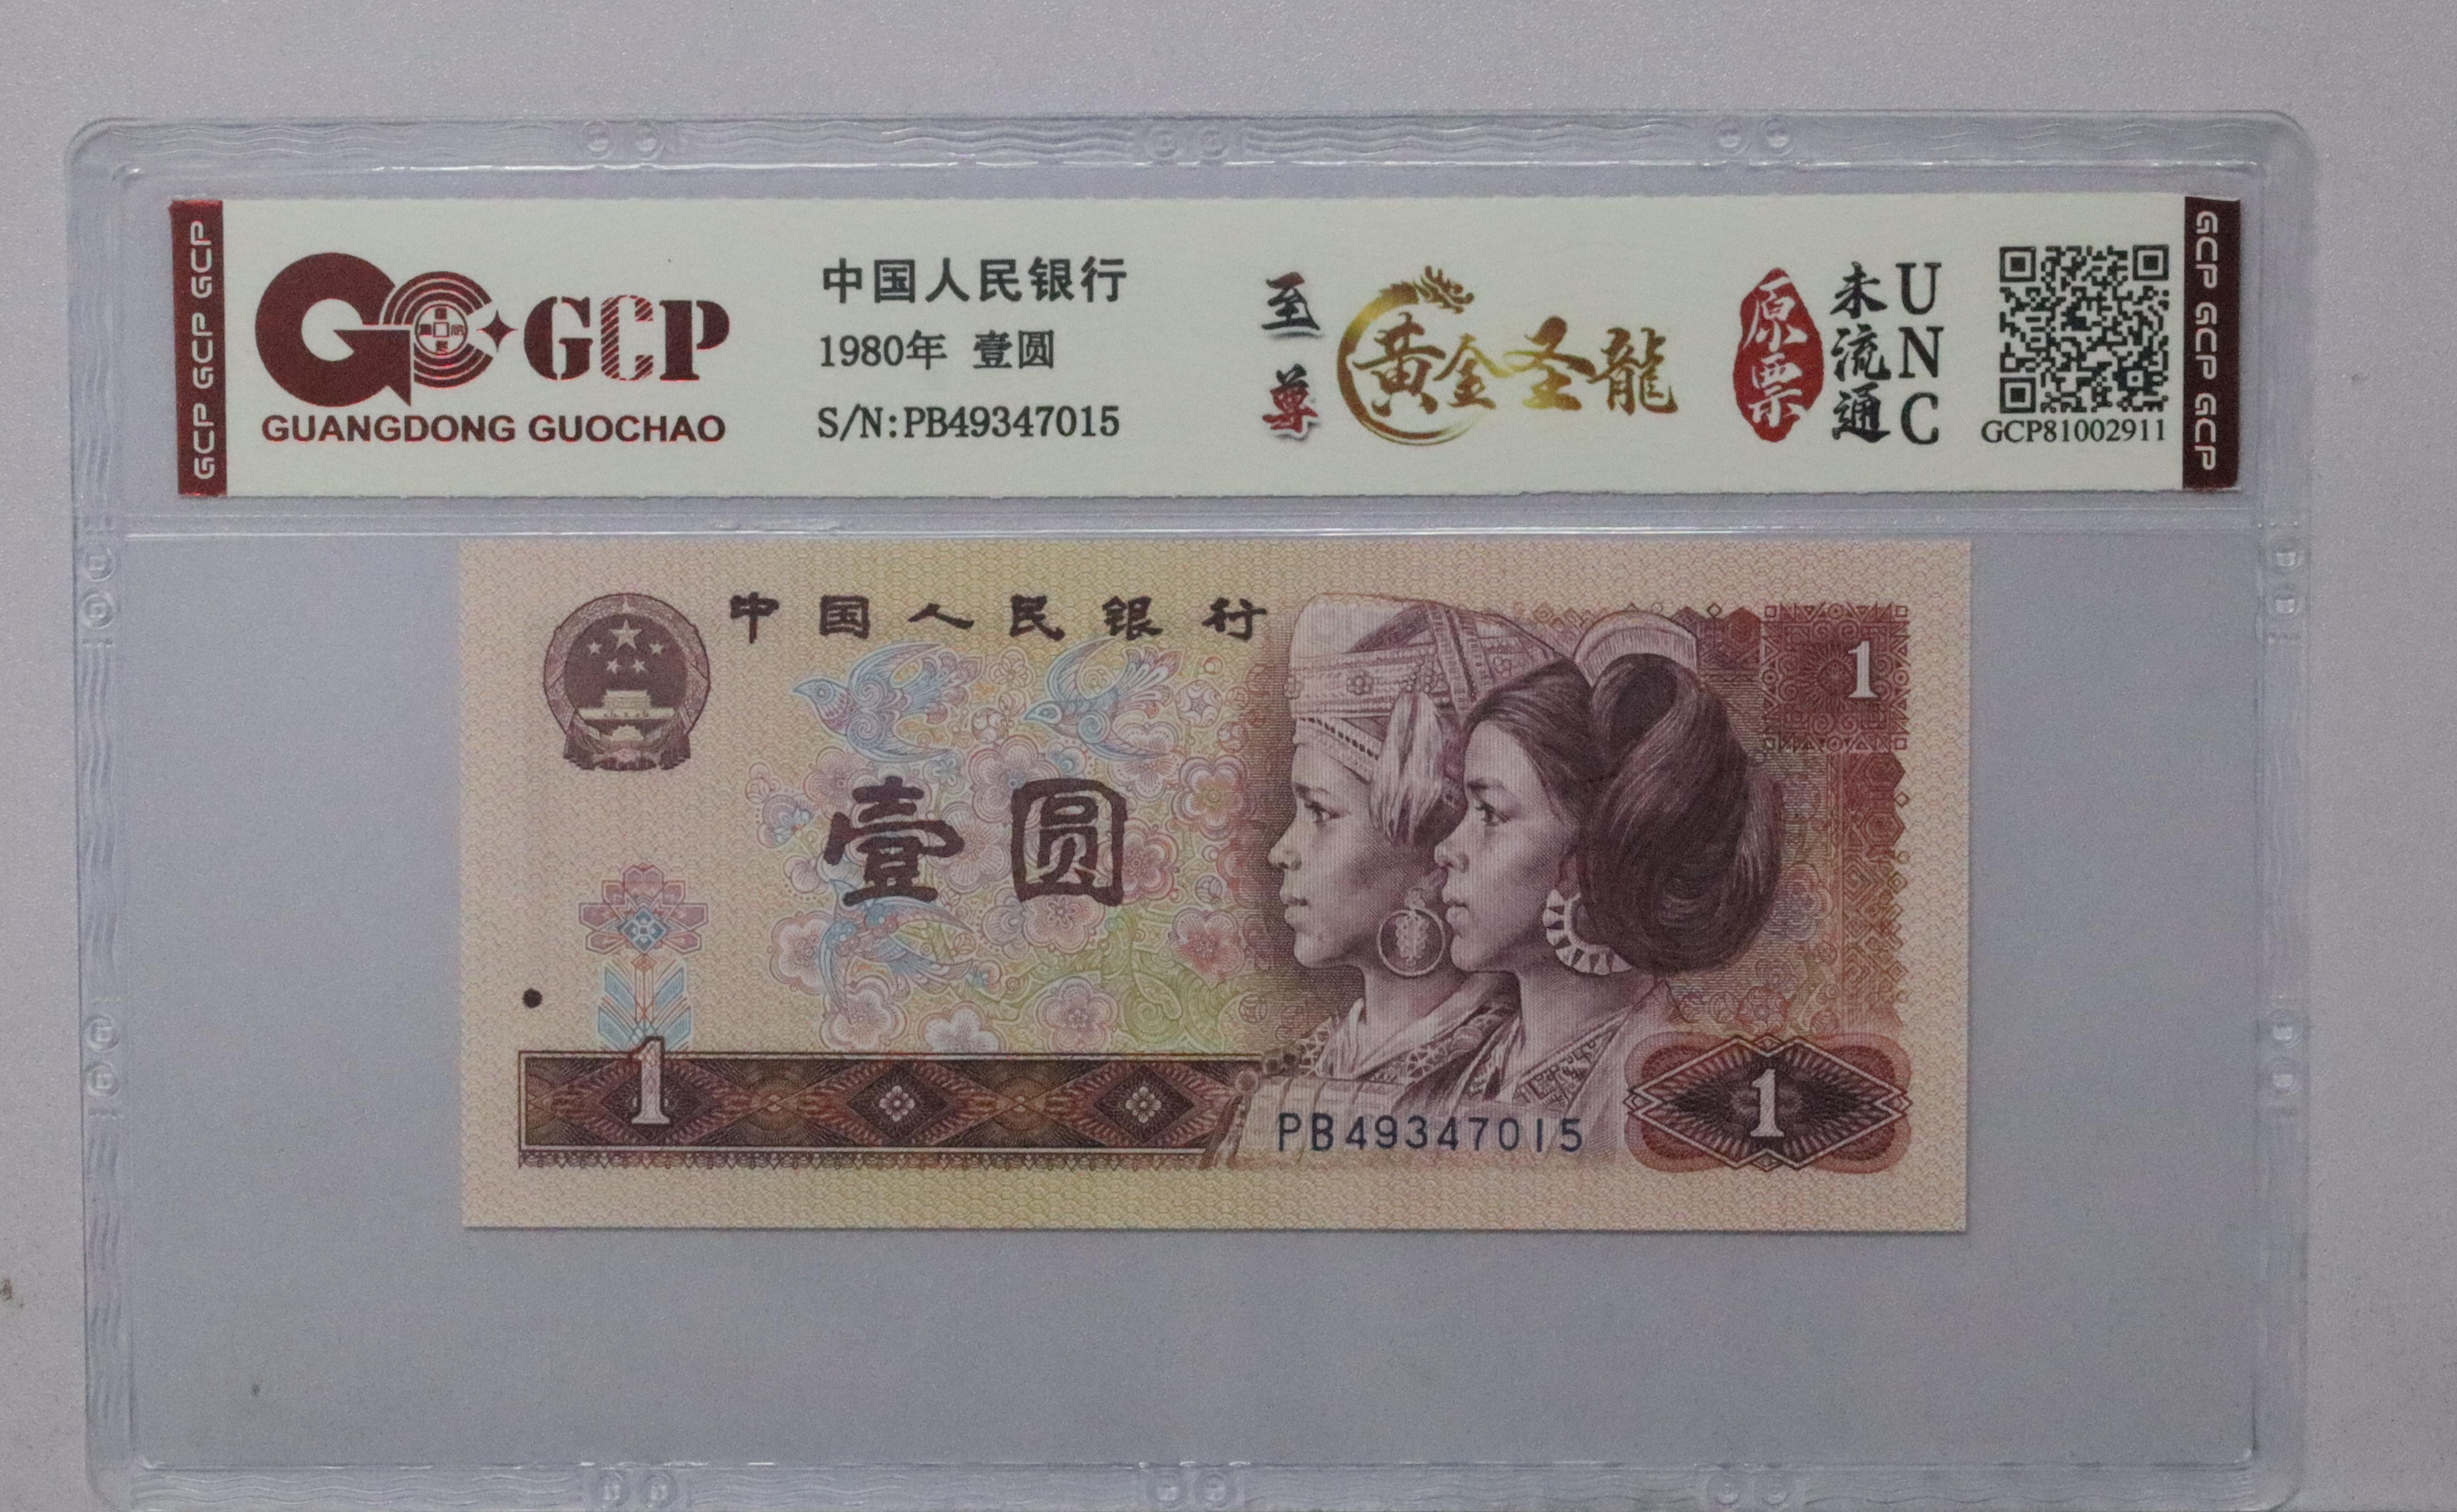 GCP GCP GCP
GCP
GUANGDONG GUOCHAO
中国人民银行
1980年 壹圆
S/N:PB49347015
至尊
黄金圣龍
原票
未流通
UNC
GCP81002911
GCP GCP GCP
中国人民银行
1
壹圆
1
PB49347015
1